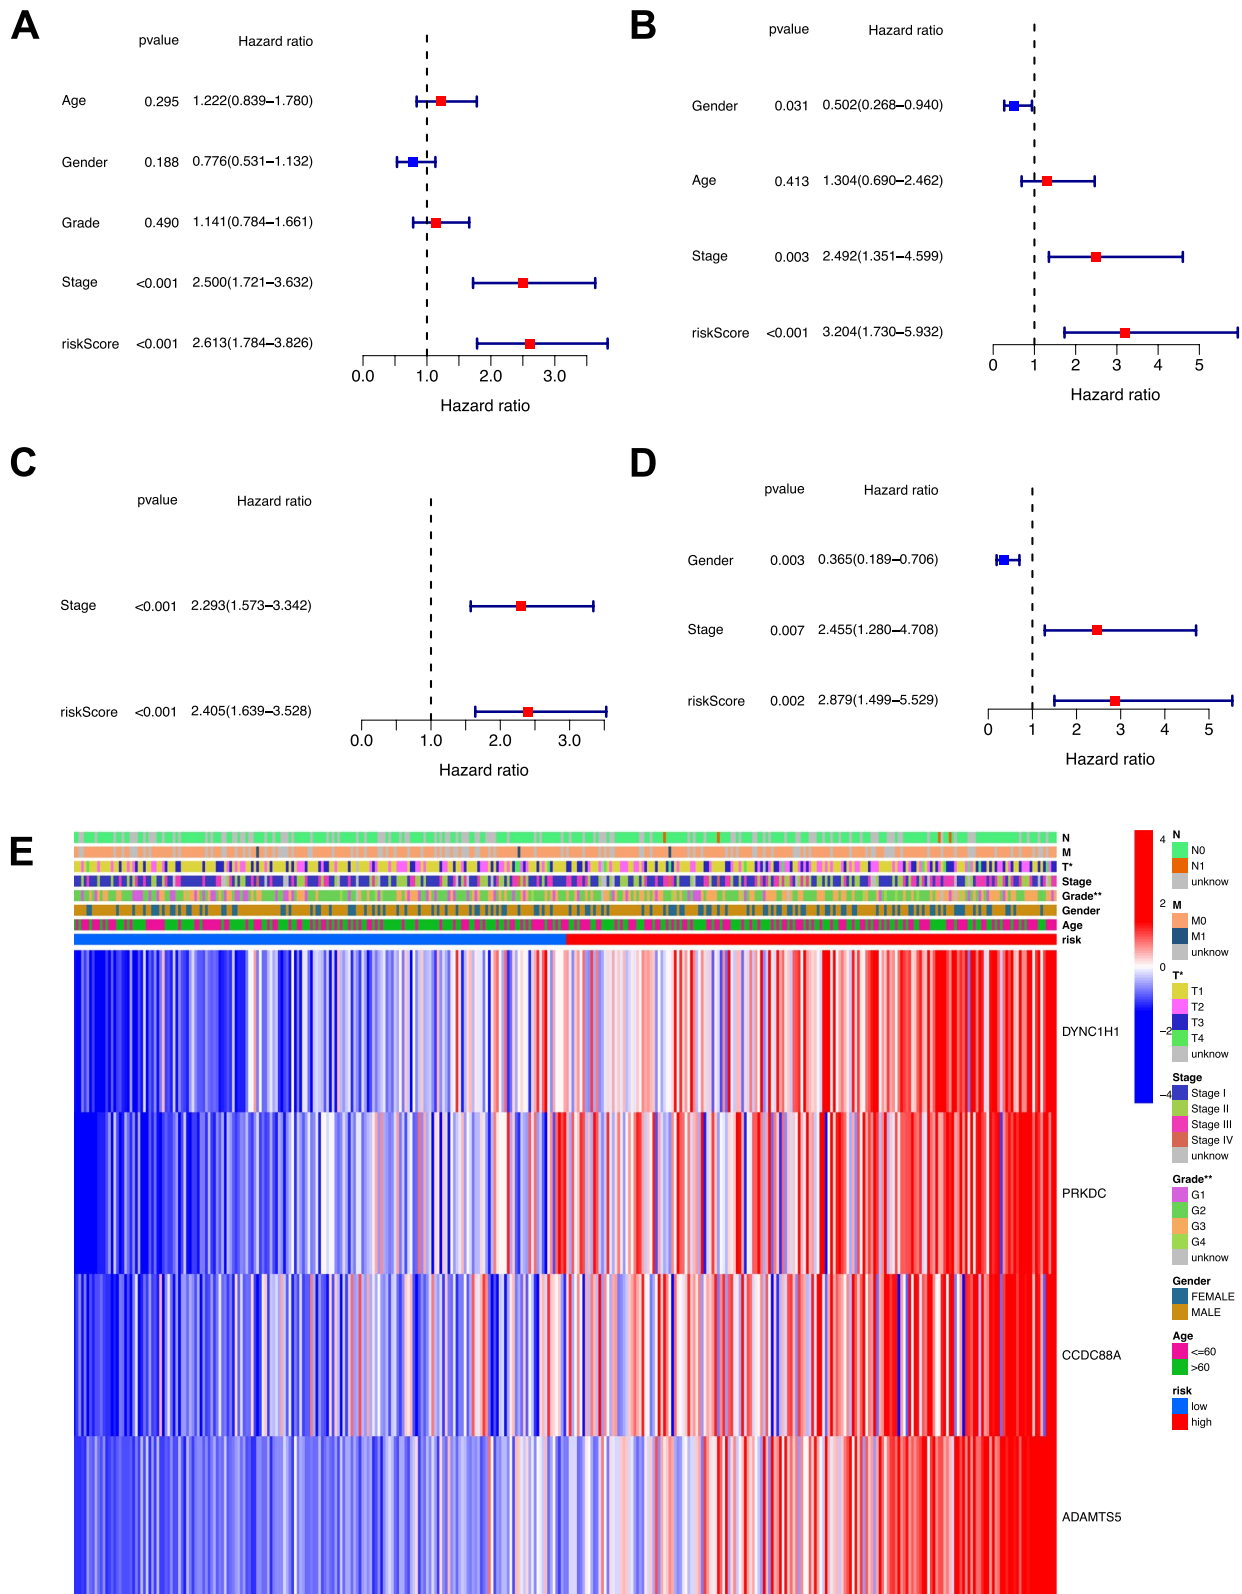 A
pvalue Hazard ratio
Age 0.295 1.222(0.839–1.780)
Gender 0.188 0.776(0.531–1.132)
Grade 0.490 1.141(0.784–1.661)
Stage <0.001 2.500(1.721–3.632)
riskScore <0.001 2.613(1.784–3.826)
0.0 1.0 2.0 3.0
Hazard ratio
B
pvalue Hazard ratio
Gender 0.031 0.502(0.268–0.940)
Age 0.413 1.304(0.690–2.462)
Stage 0.003 2.492(1.351–4.599)
riskScore <0.001 3.204(1.730–5.932)
0 1 2 3 4 5
Hazard ratio
C
pvalue Hazard ratio
Stage <0.001 2.293(1.573–3.342)
riskScore <0.001 2.405(1.639–3.528)
0.0 1.0 2.0 3.0
Hazard ratio
D
pvalue Hazard ratio
Gender 0.003 0.365(0.189–0.706)
Stage 0.007 2.455(1.280–4.708)
riskScore 0.002 2.879(1.499–5.529)
0 1 2 3 4 5
Hazard ratio
E
N
M
T*
Stage
Grade**
Gender
Age
risk
DYNC1H1
PRKDC
CCDC88A
ADAMTS5
4
2
0
−2
−4
N
N0
N1
unknow
M
M0
M1
unknow
T*
T1
T2
T3
T4
unknow
Stage
Stage I
Stage II
Stage III
Stage IV
unknow
Grade**
G1
G2
G3
G4
unknow
Gender
FEMALE
MALE
Age
<=60
>60
risk
low
high